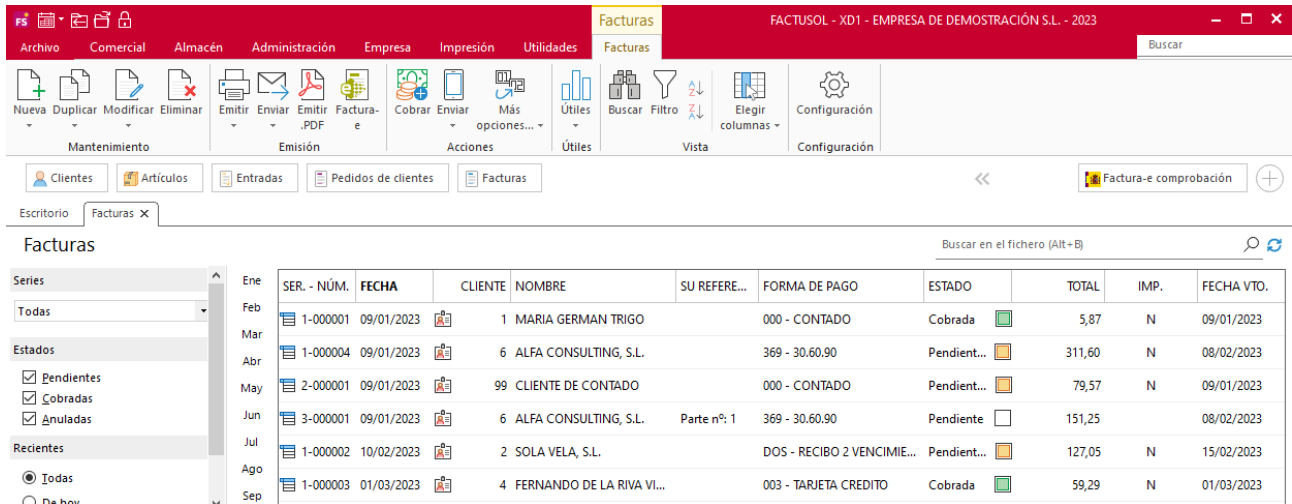 FS Facturas FACTUSOL - XD1 - EMPRESA DE DEMOSTRACIÓN S.L. - 2023
Archivo Comercial Almacén Administración Empresa Impresión Utilidades Facturas Buscar
Nueva Duplicar Modificar Eliminar Emitir Enviar Emitir .PDF Factura-e Cobrar Enviar Más opciones... Útiles Buscar Filtro Elegir columnas Configuración
Mantenimiento Emisión Acciones Útiles Vista Configuración
Clientes Artículos Entradas Pedidos de clientes Facturas Factura-e comprobación
Escritorio Facturas
Facturas Buscar en el fichero (Alt+B)
Series
Todas
Estados
Pendientes
Cobradas
Anuladas
Recientes
Todas
De hoy
Ene
Feb
Mar
Abr
May
Jun
Jul
Ago
Sep
SER. - NÚM. FECHA CLIENTE NOMBRE SU REFERE... FORMA DE PAGO ESTADO TOTAL IMP. FECHA VTO.
1-000001 09/01/2023 1 MARIA GERMAN TRIGO 000 - CONTADO Cobrada 5,87 N 09/01/2023
1-000004 09/01/2023 6 ALFA CONSULTING, S.L. 369 - 30.60.90 Pendient... 311,60 N 08/02/2023
2-000001 09/01/2023 99 CLIENTE DE CONTADO 000 - CONTADO Pendient... 79,57 N 09/01/2023
3-000001 09/01/2023 6 ALFA CONSULTING, S.L. Parte nº: 1 369 - 30.60.90 Pendiente 151,25 08/02/2023
1-000002 10/02/2023 2 SOLA VELA, S.L. DOS - RECIBO 2 VENCIMIE... Pendient... 127,05 N 15/02/2023
1-000003 01/03/2023 4 FERNANDO DE LA RIVA VI... 003 - TARJETA CREDITO Cobrada 59,29 N 01/03/2023